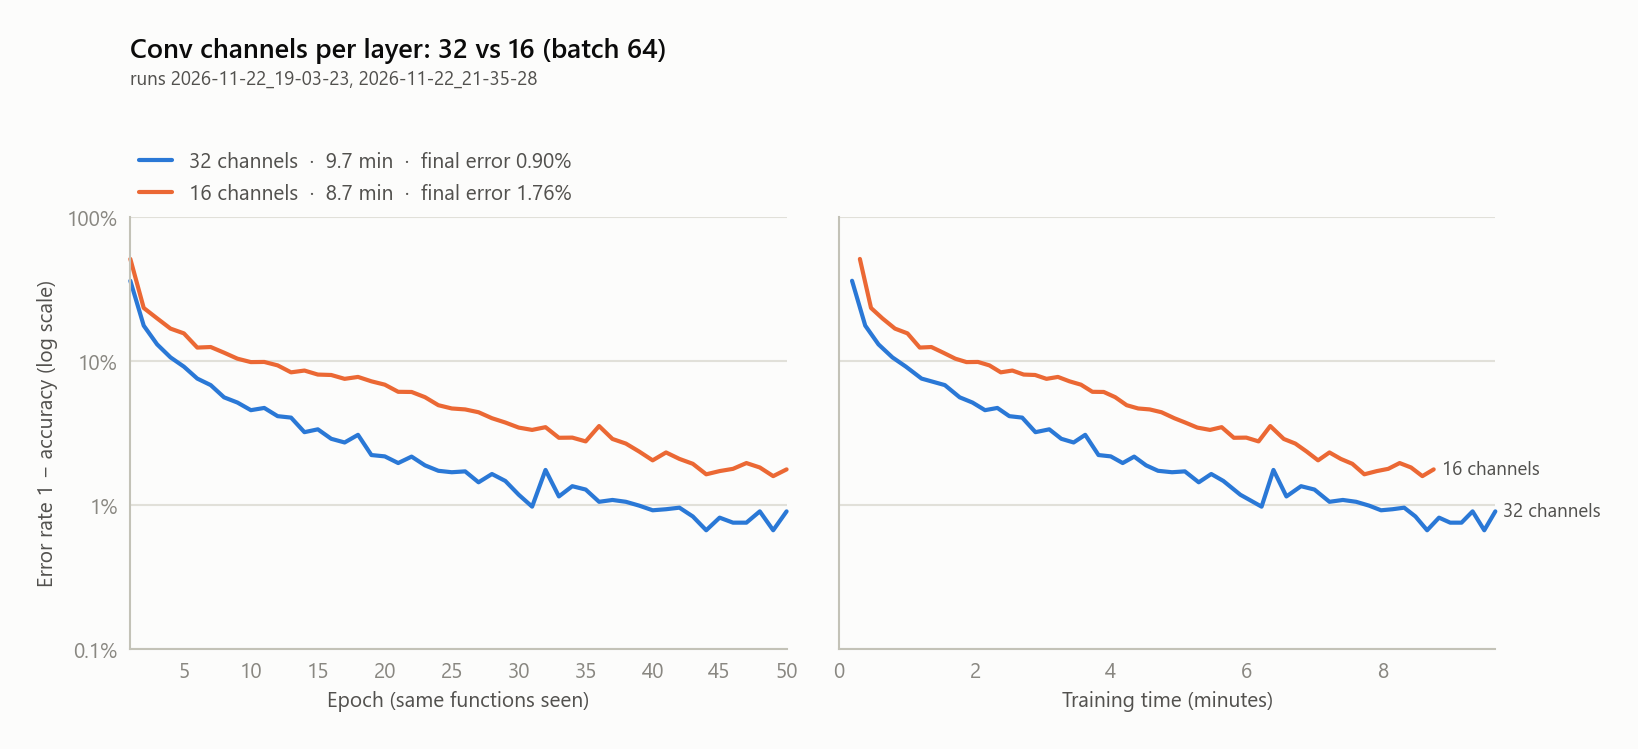 Conv channels per layer: 32 vs 16 (batch 64)
runs 2026-11-22_19-03-23, 2026-11-22_21-35-28
32 channels · 9.7 min · final error 0.90%
16 channels · 8.7 min · final error 1.76%
Error rate 1 − accuracy (log scale)
100%
10%
1%
0.1%
5 10 15 20 25 30 35 40 45 50
Epoch (same functions seen)
16 channels
32 channels
0 2 4 6 8
Training time (minutes)